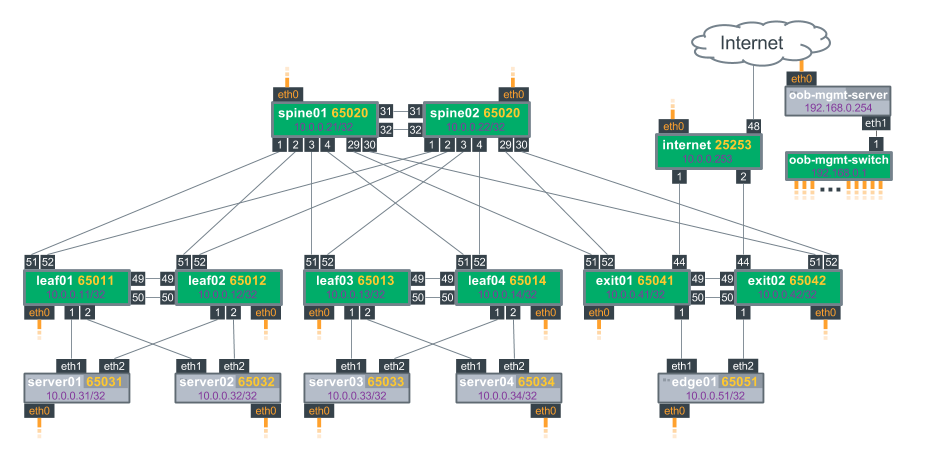 Internet
eth0
eth0
eth0
oob-mgmt-server
192.168.0.254
spine01 65020
10.0.0.21/32
31
31
32
32
spine02 65020
10.0.0.22/32
eth0
48
eth1
1 2 3 4 29 30
1 2 3 4 29 30
internet 25253
10.0.0.253
1
oob-mgmt-switch
192.168.0.1
1
2
51 52
51 52
51 52
51 52
51 52
44
44
51 52
leaf01 65011
10.0.0.11/32
49
49
50
50
leaf02 65012
10.0.0.12/32
leaf03 65013
10.0.0.13/32
49
49
50
50
leaf04 65014
10.0.0.14/32
exit01 65041
10.0.0.41/32
49
49
50
50
exit02 65042
10.0.0.42/32
eth0
1 2
1 2
eth0
eth0
1 2
1 2
eth0
eth0
1
1
eth0
eth1
eth2
eth1
eth2
eth1
eth2
eth1
eth2
eth1
eth2
server01 65031
10.0.0.31/32
server02 65032
10.0.0.32/32
server03 65033
10.0.0.33/32
server04 65034
10.0.0.34/32
edge01 65051
10.0.0.51/32
eth0
eth0
eth0
eth0
eth0